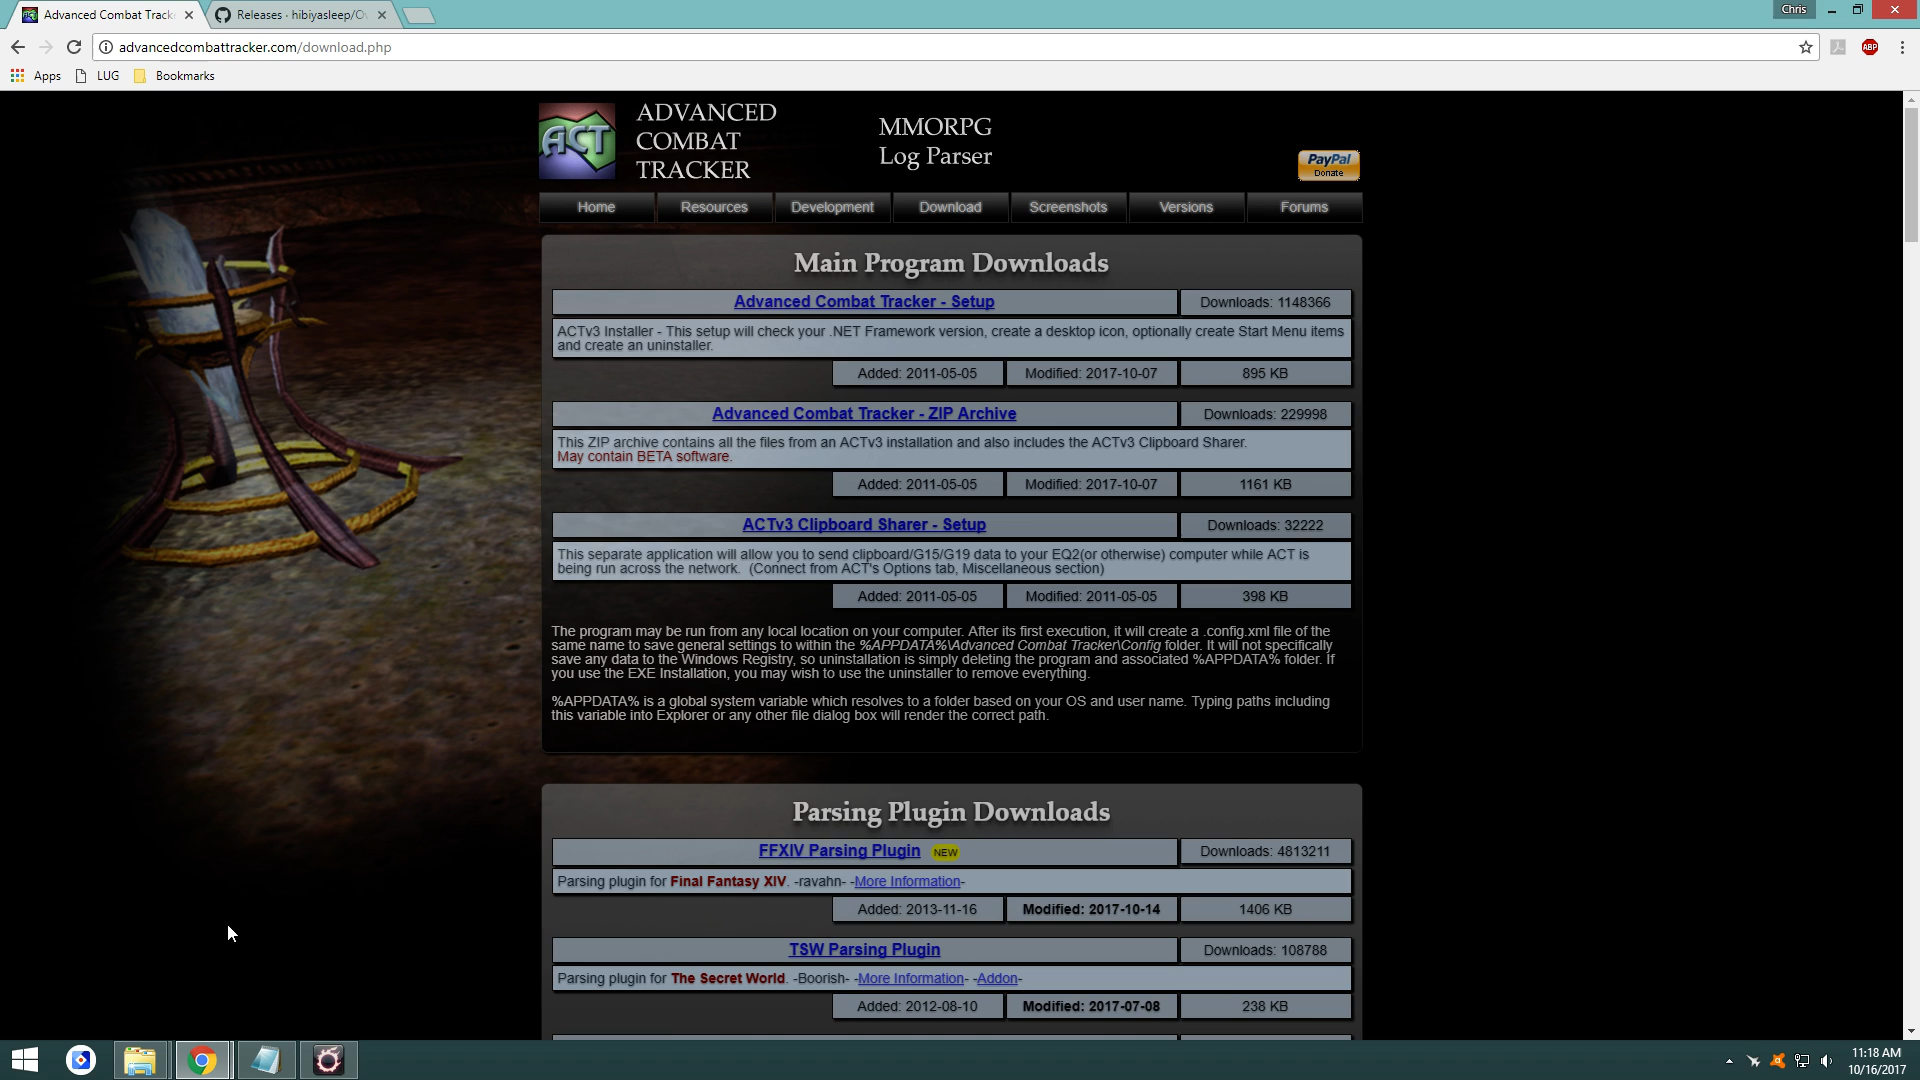 Advanced Combat Track
Releases · hibiyasleep/Ov
Chris
advancedcombattracker.com/download.php
ABP
Apps
LUG
Bookmarks
ACT
ADVANCED
COMBAT
TRACKER
MMORPG
Log Parser
PayPal
Donate
Home
Resources
Development
Download
Screenshots
Versions
Forums
Main Program Downloads
Advanced Combat Tracker - Setup
Downloads: 1148366
ACTv3 Installer - This setup will check your .NET Framework version, create a desktop icon, optionally create Start Menu items
and create an uninstaller.
Added: 2011-05-05
Modified: 2017-10-07
895 KB
Advanced Combat Tracker - ZIP Archive
Downloads: 229998
This ZIP archive contains all the files from an ACTv3 installation and also includes the ACTv3 Clipboard Sharer.
May contain BETA software.
Added: 2011-05-05
Modified: 2017-10-07
1161 KB
ACTv3 Clipboard Sharer - Setup
Downloads: 32222
This separate application will allow you to send clipboard/G15/G19 data to your EQ2(or otherwise) computer while ACT is
being run across the network.  (Connect from ACT's Options tab, Miscellaneous section)
Added: 2011-05-05
Modified: 2011-05-05
398 KB
The program may be run from any local location on your computer. After its first execution, it will create a .config.xml file of the
same name to save general settings to within the %APPDATA%\Advanced Combat Tracker\Config folder. It will not specifically
save any data to the Windows Registry, so uninstallation is simply deleting the program and associated %APPDATA% folder. If
you use the EXE Installation, you may wish to use the uninstaller to remove everything.
%APPDATA% is a global system variable which resolves to a folder based on your OS and user name. Typing paths including
this variable into Explorer or any other file dialog box will render the correct path.
Parsing Plugin Downloads
FFXIV Parsing Plugin NEW
Downloads: 4813211
Parsing plugin for Final Fantasy XIV. -ravahn- -More Information-
Added: 2013-11-16
Modified: 2017-10-14
1406 KB
TSW Parsing Plugin
Downloads: 108788
Parsing plugin for The Secret World. -Boorish- -More Information- -Addon-
Added: 2012-08-10
Modified: 2017-07-08
238 KB
11:18 AM
10/16/2017